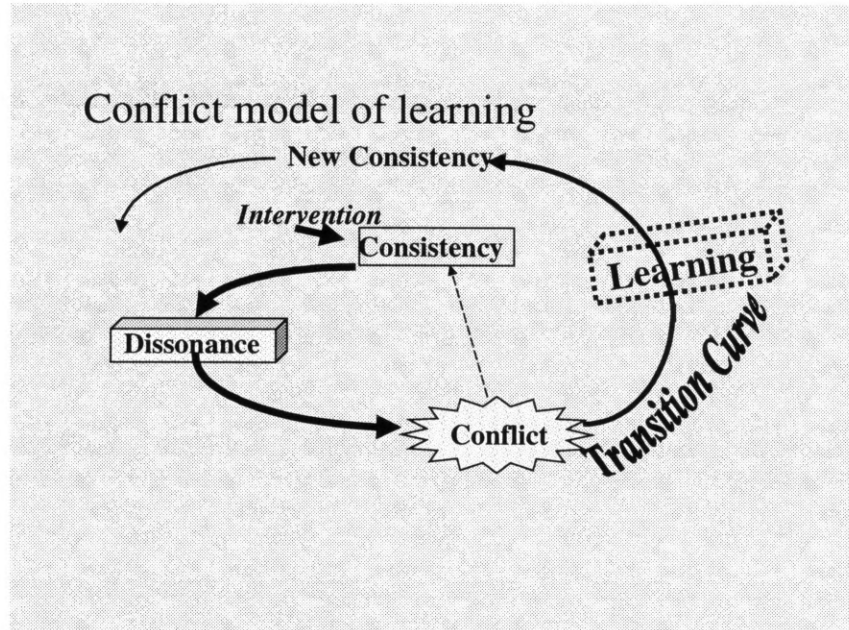 Conflict model of learning
New Consistency
Intervention
Consistency
Learning
Dissonance
Transition Curve
Conflict